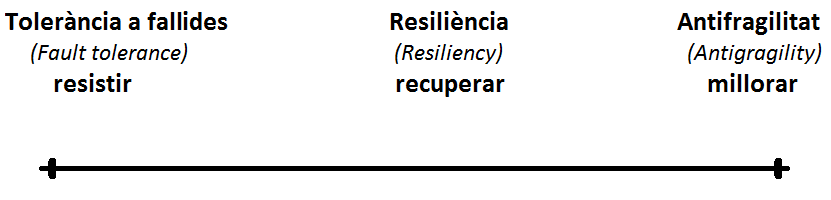 Tolerància a fallides
(Fault tolerance)
resistir
Resiliència
(Resiliency)
recuperar
Antifragilitat
(Antigragility)
millorar